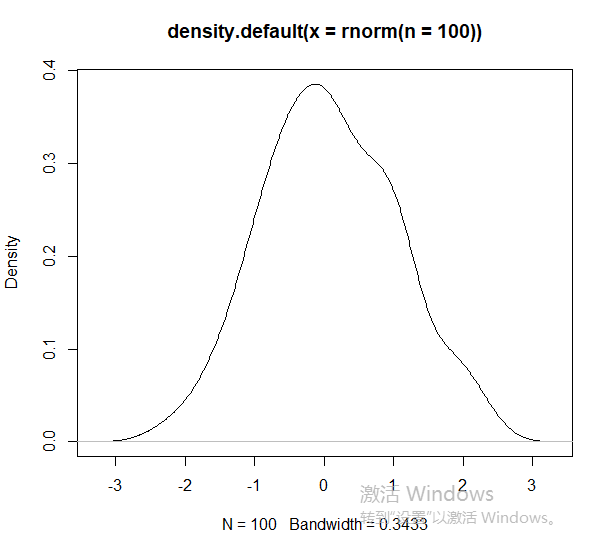 density.default(x = rnorm(n = 100))
Density
0.4
0.3
0.2
0.1
0.0
-3 -2 -1 0 1 2 3
激活 Windows
转到“设置”以激活 Windows。
N = 100 Bandwidth = 0.3433